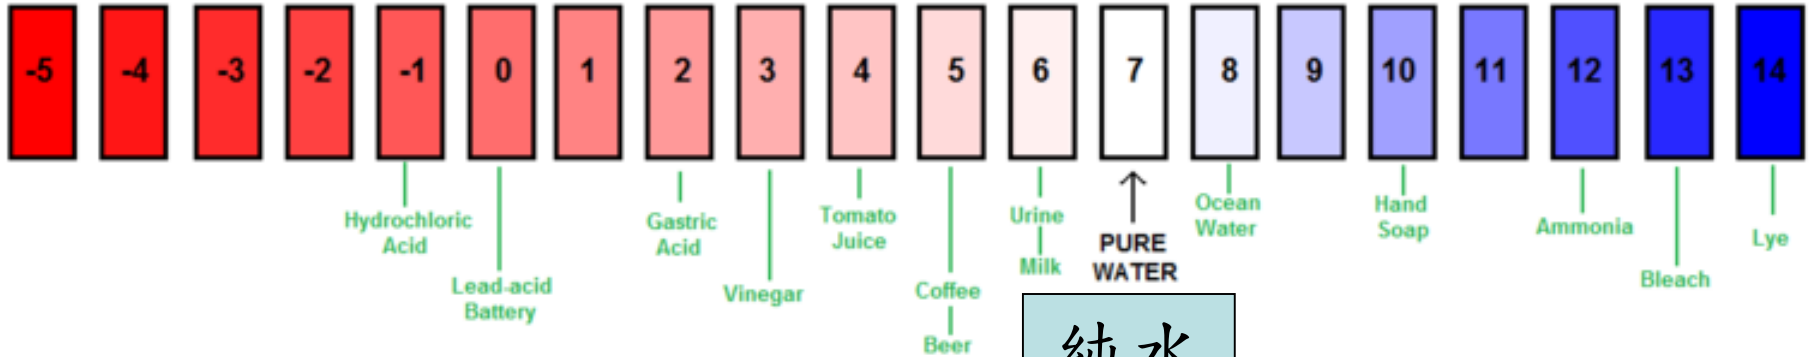 -5 -4 -3 -2 -1 0 1 2 3 4 5 6 7 8 9 10 11 12 13 14
Hydrochloric
Acid
Lead-acid
Battery
Gastric
Acid
Vinegar
Tomato
Juice
Coffee
Beer
Urine
Milk
PURE
WATER
純水
Ocean
Water
Hand
Soap
Ammonia
Bleach
Lye